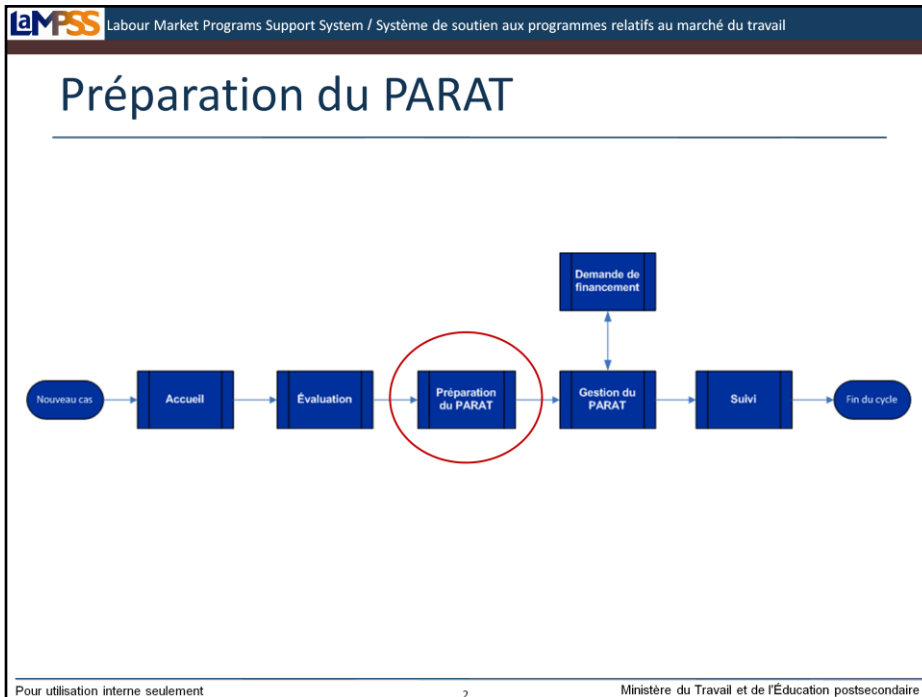 LaMPSS Labour Market Programs Support System / Système de soutien aux programmes relatifs au marché du travail
Préparation du PARAT
Demande de
financement
Nouveau cas
Accueil
Évaluation
Préparation
du PARAT
Gestion du
PARAT
Suivi
Fin du cycle
Pour utilisation interne seulement
2
Ministère du Travail et de l'Éducation postsecondaire